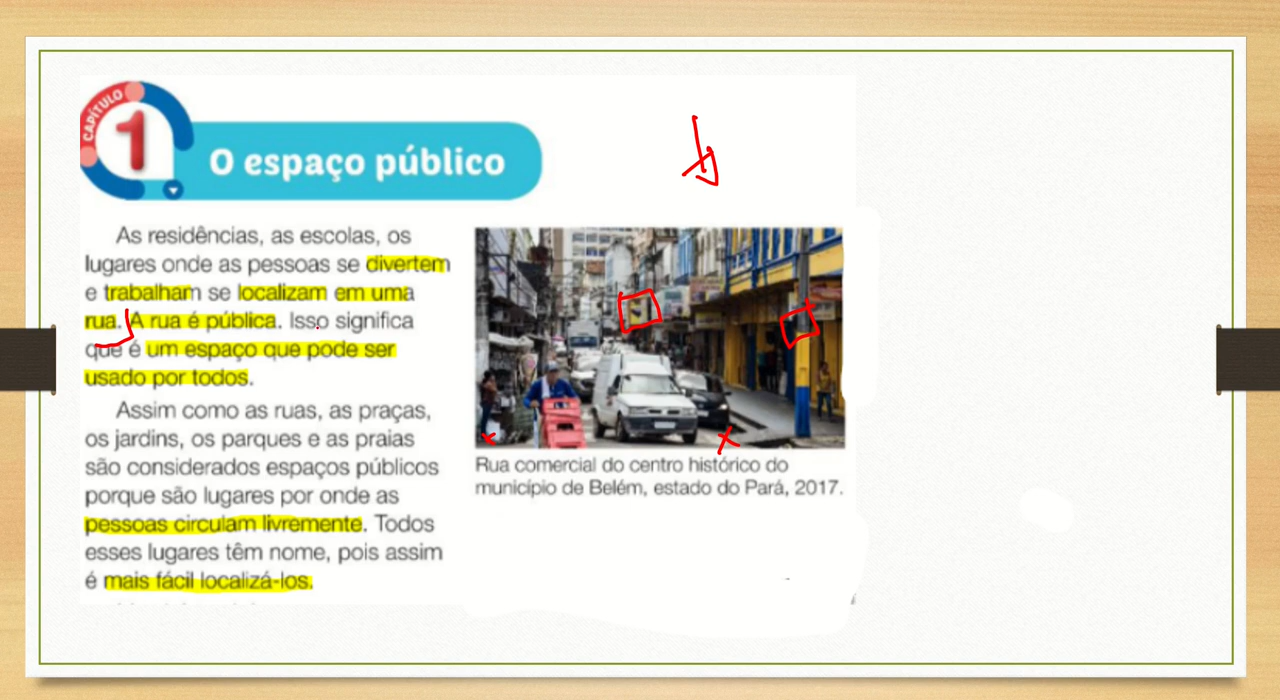 CAPÍTULO
1
O espaço público
As residências, as escolas, os
lugares onde as pessoas se divertem
e trabalham se localizam em uma
rua. A rua é pública. Isso significa
que é um espaço que pode ser
usado por todos.
Assim como as ruas, as praças,
os jardins, os parques e as praias
são considerados espaços públicos
porque são lugares por onde as
pessoas circulam livremente. Todos
esses lugares têm nome, pois assim
é mais fácil localizá-los.
Rua comercial do centro histórico do
município de Belém, estado do Pará, 2017.